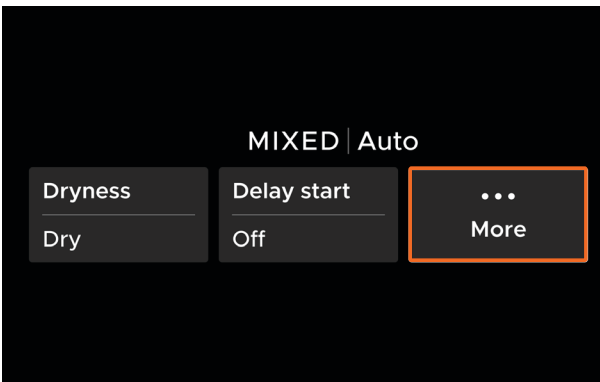 MIXED | Auto
Dryness
Dry
Delay start
Off
...
More